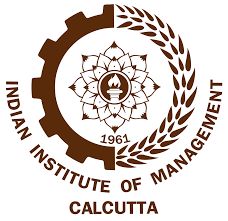 1961
INDIAN INSTITUTE OF MANAGEMENT
CALCUTTA